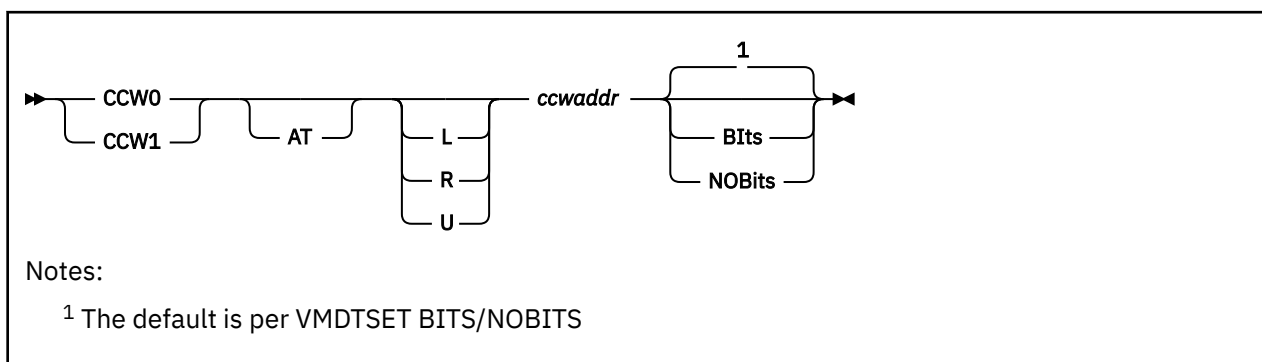 1
CCW0 ccwaddr
CCW1 AT L BIts
R NOBits
U
Notes:
1 The default is per VMDTSET BITS/NOBITS